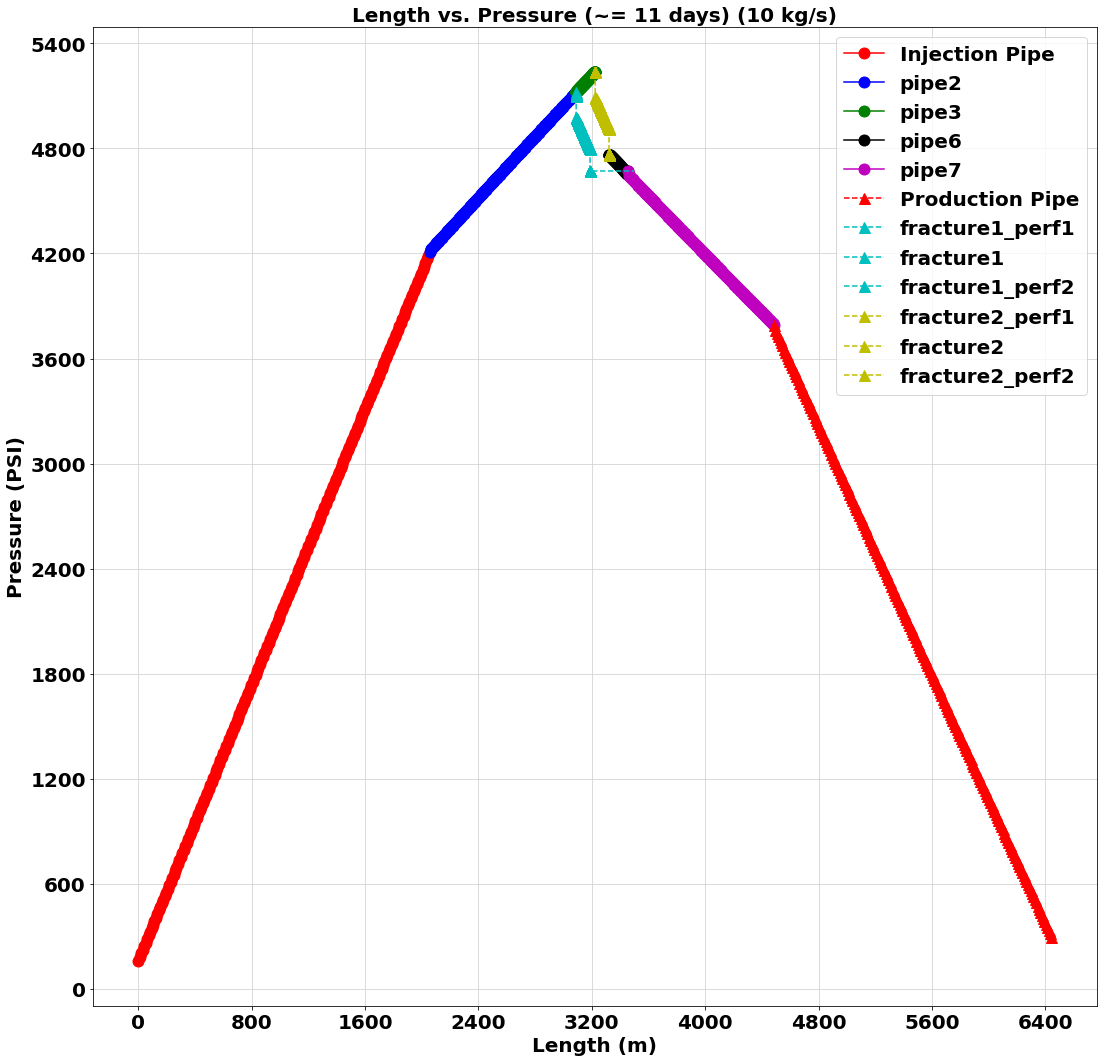 Length vs. Pressure (~= 11 days) (10 kg/s)
5400
4800
4200
3600
3000
2400
1800
1200
600
0
Pressure (PSI)
Injection Pipe
pipe2
pipe3
pipe6
pipe7
Production Pipe
fracture1_perf1
fracture1
fracture1_perf2
fracture2_perf1
fracture2
fracture2_perf2
0 800 1600 2400 3200 4000 4800 5600 6400
Length (m)